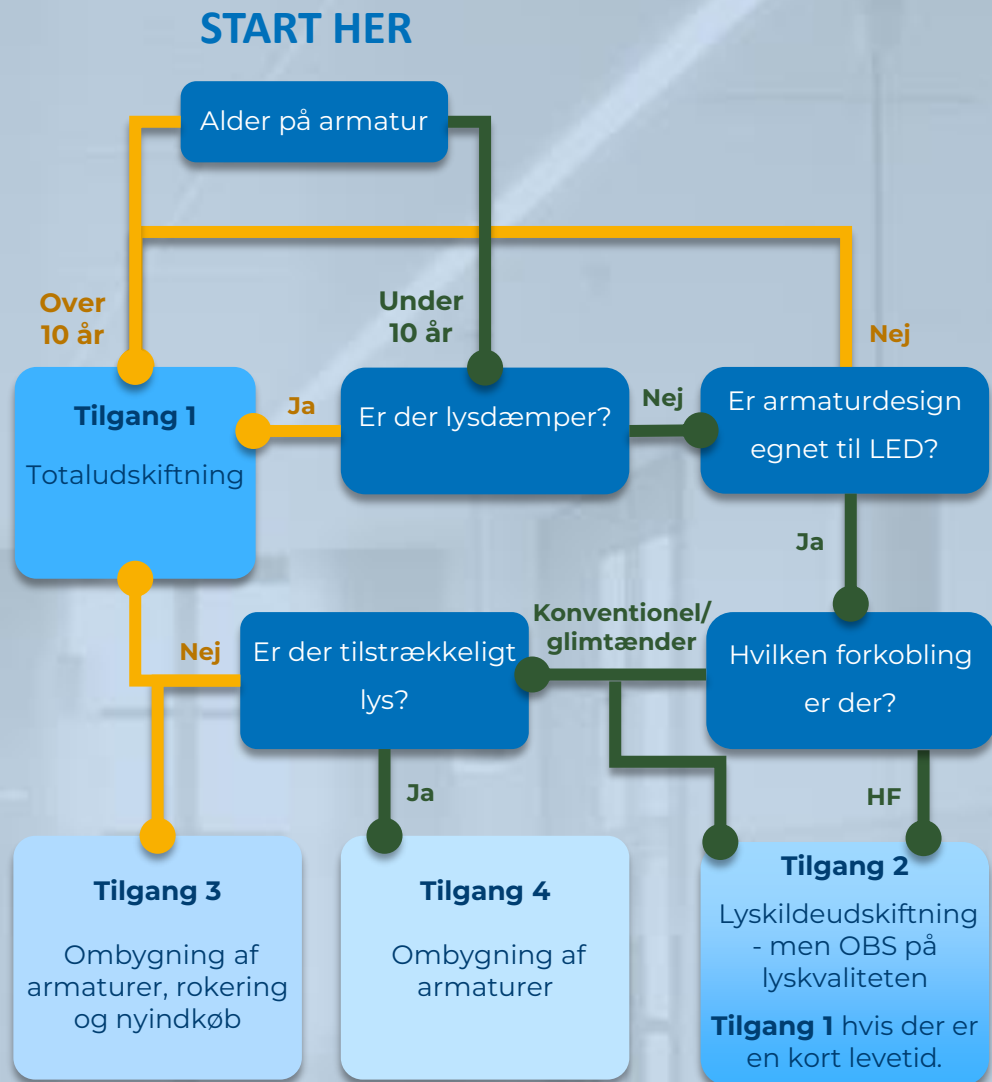 START HER
Alder på armatur
Over
10 år
Under
10 år
Nej
Tilgang 1
Totaludskiftning
Ja
Er der lysdæmper?
Nej
Er armaturdesign
egnet til LED?
Ja
Nej
Er der tilstrækkeligt
lys?
Konventionel/
glimtænder
Hvilken forkobling
er der?
Ja
HF
Tilgang 3
Ombygning af
armaturer, rokering
og nyindkøb
Tilgang 4
Ombygning af
armaturer
Tilgang 2
Lyskildeudskiftning
- men OBS på
lyskvaliteten
Tilgang 1 hvis der er
en kort levetid.